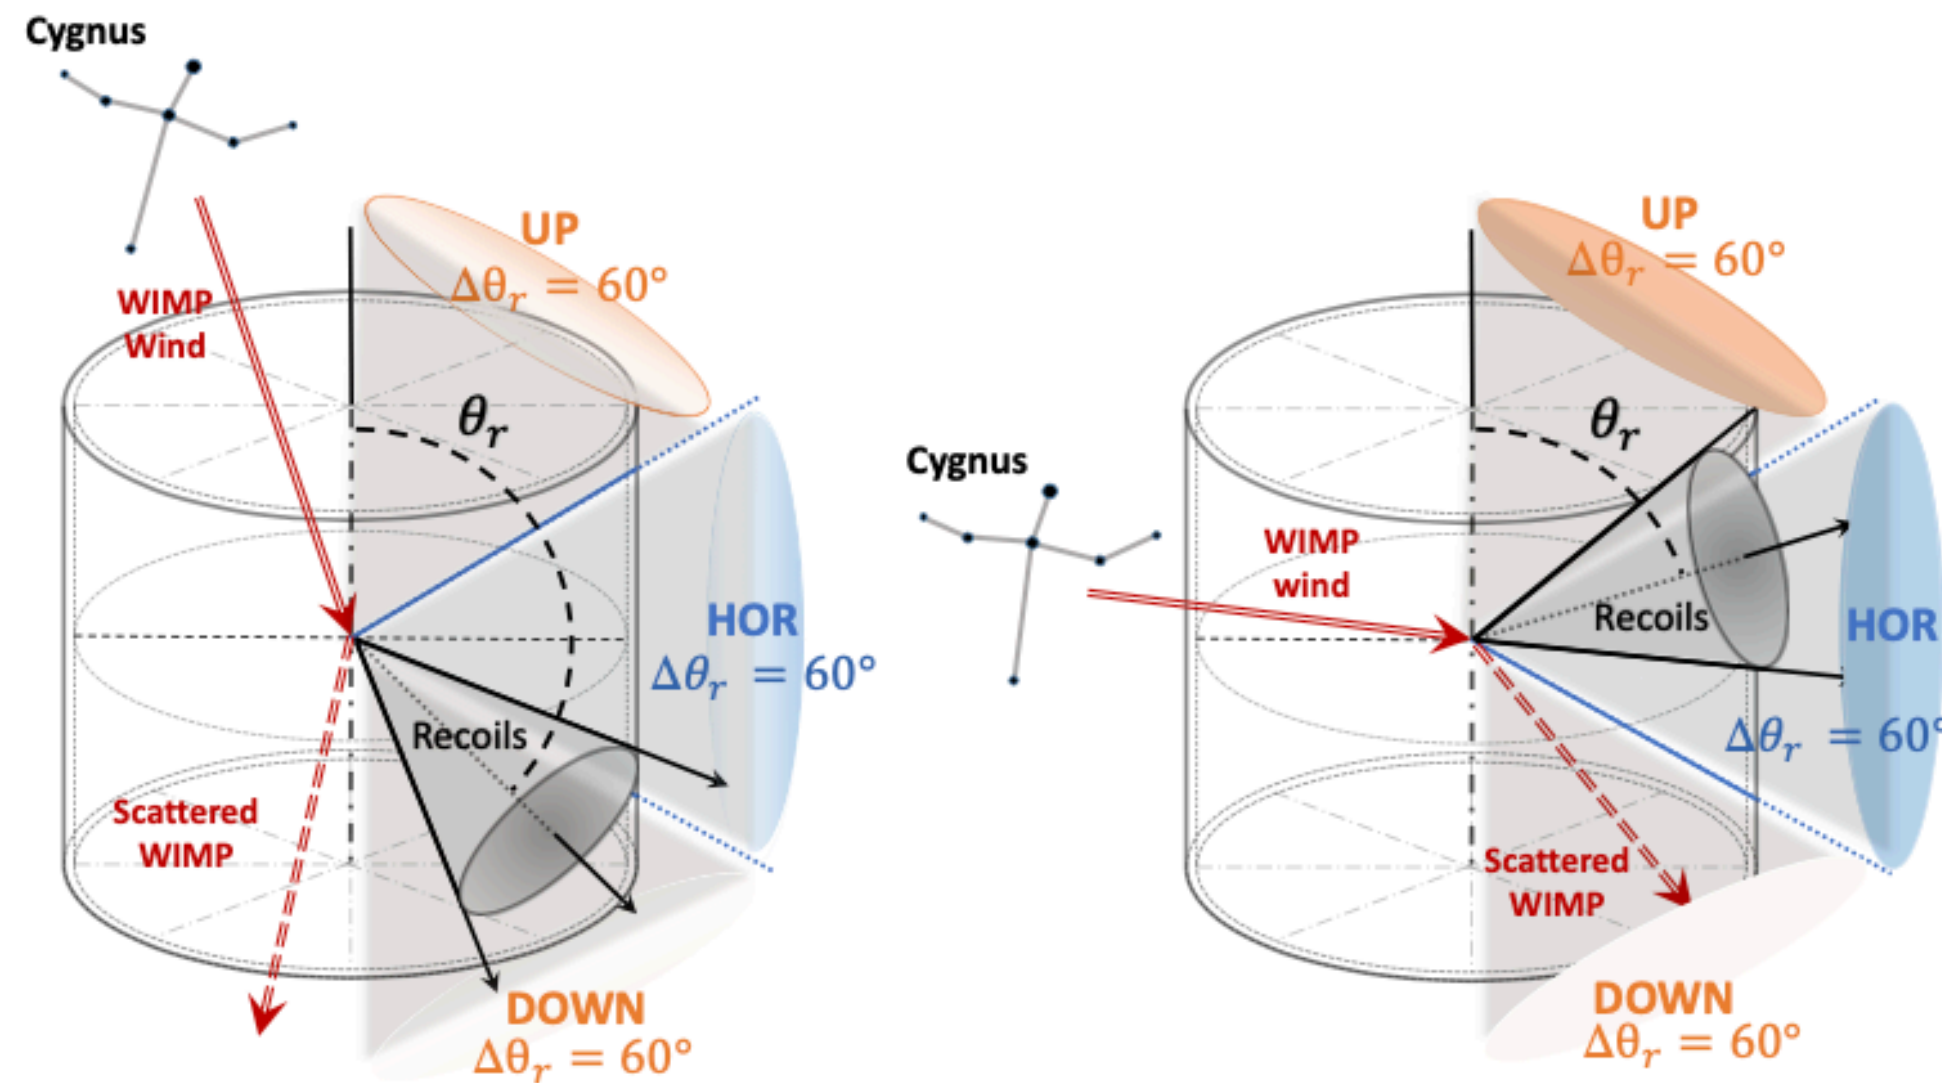 Cygnus
UP
Δθr = 60°
WIMP
Wind
θr
HOR
Δθr = 60°
Recoils
Scattered
WIMP
DOWN
Δθr = 60°
UP
Δθr = 60°
θr
Cygnus
WIMP
wind
Recoils
HOR
Δθr = 60°
Scattered
WIMP
DOWN
Δθr = 60°